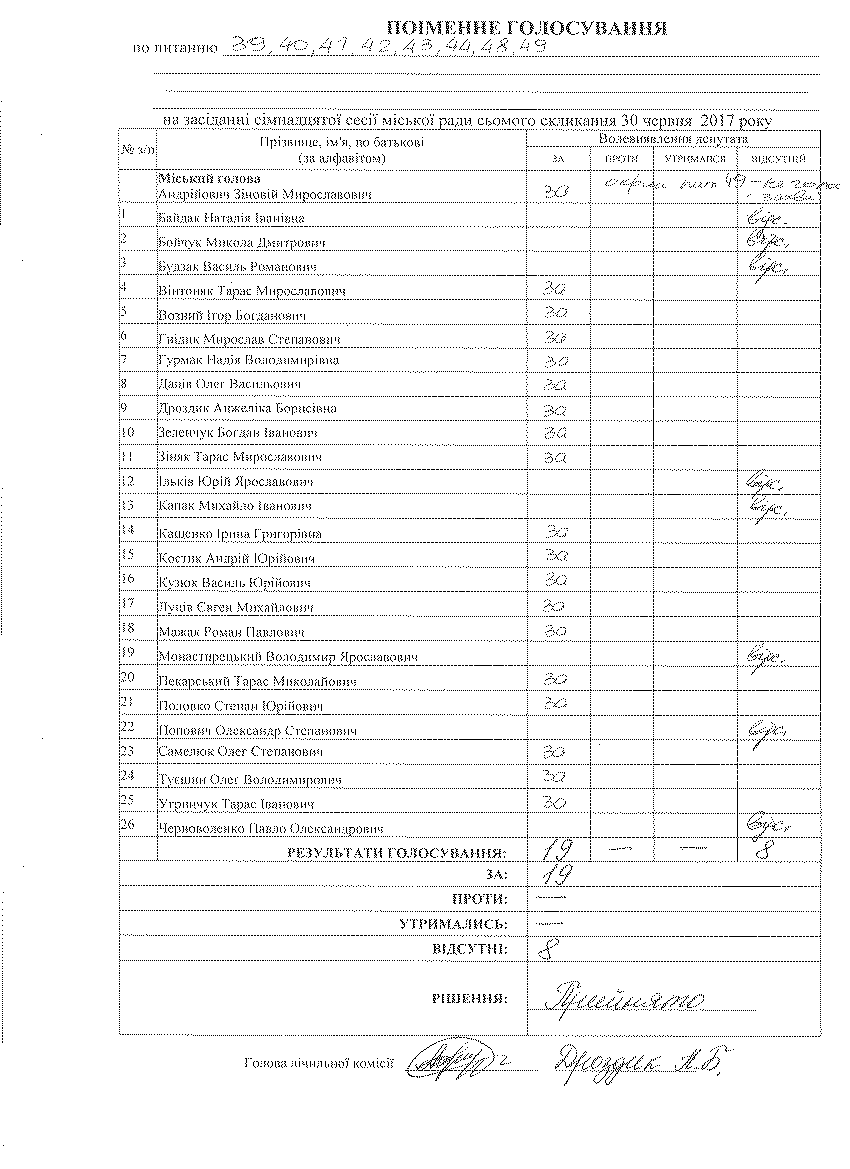 ПОІМЕННЕ ГОЛОСУВАННЯ
по питанню 39, 40, 41, 42, 43, 44, 48, 49
на засіданні сімнадцятої сесії міської ради сьомого скликання 30 червня 2017 року
№ з/п Прізвище, ім'я, по батькові Волевиявлення депутата
(за алфавітом) ЗА ПРОТИ УТРИМАВСЯ ВІДСУТНІЙ
Міський голова
Андрійович Зіновій Мирославович за окрім пит 49 – не голос
1 Байдак Наталія Іванівна відс.
2 Бойчук Микола Дмитрович відс.
3 Будзак Василь Романович відс.
4 Вінтоняк Тарас Мирославович за
5 Возний Ігор Богданович за
6 Гнідик Мирослав Степанович за
7 Гурмак Надія Володимирівна за
8 Даців Олег Васильович за
9 Дроздик Анжеліка Борисівна за
10 Зеленчук Богдан Іванович за
11 Зіняк Тарас Мирославович за
12 Ільків Юрій Ярославович відс.
13 Капак Михайло Іванович відс.
14 Кащенко Ірина Григорівна за
15 Костик Андрій Юрійович за
16 Кузюк Василь Юрійович за
17 Луців Євген Михайлович за
18 Мажак Роман Павлович за
19 Монастирецький Володимир Ярославович відс.
20 Пекарський Тарас Миколайович за
21 Половко Степан Юрійович за
22 Попович Олександр Степанович відс.
23 Самелюк Олег Степанович за
24 Туєшин Олег Володимирович за
25 Угринчук Тарас Іванович за
26 Черноволенко Павло Олександрович відс.
РЕЗУЛЬТАТИ ГОЛОСУВАННЯ: 19 — — 8
ЗА: 19
ПРОТИ: —
УТРИМАЛИСЬ: —
ВІДСУТНІ: 8
РІШЕННЯ: Прийнято
Голова лічильної комісії Дроздик А.Б.